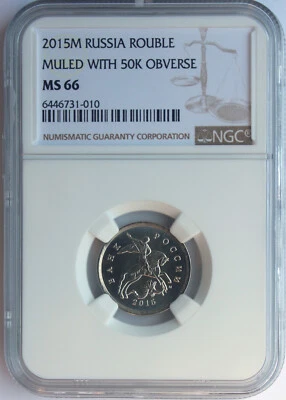 2015M RUSSIA ROUBLE
MULED WITH 50K OBVERSE
MS 66
6446731-010
NUMISMATIC GUARANTY CORPORATION
NGC
БАНК РОССИИ
2015